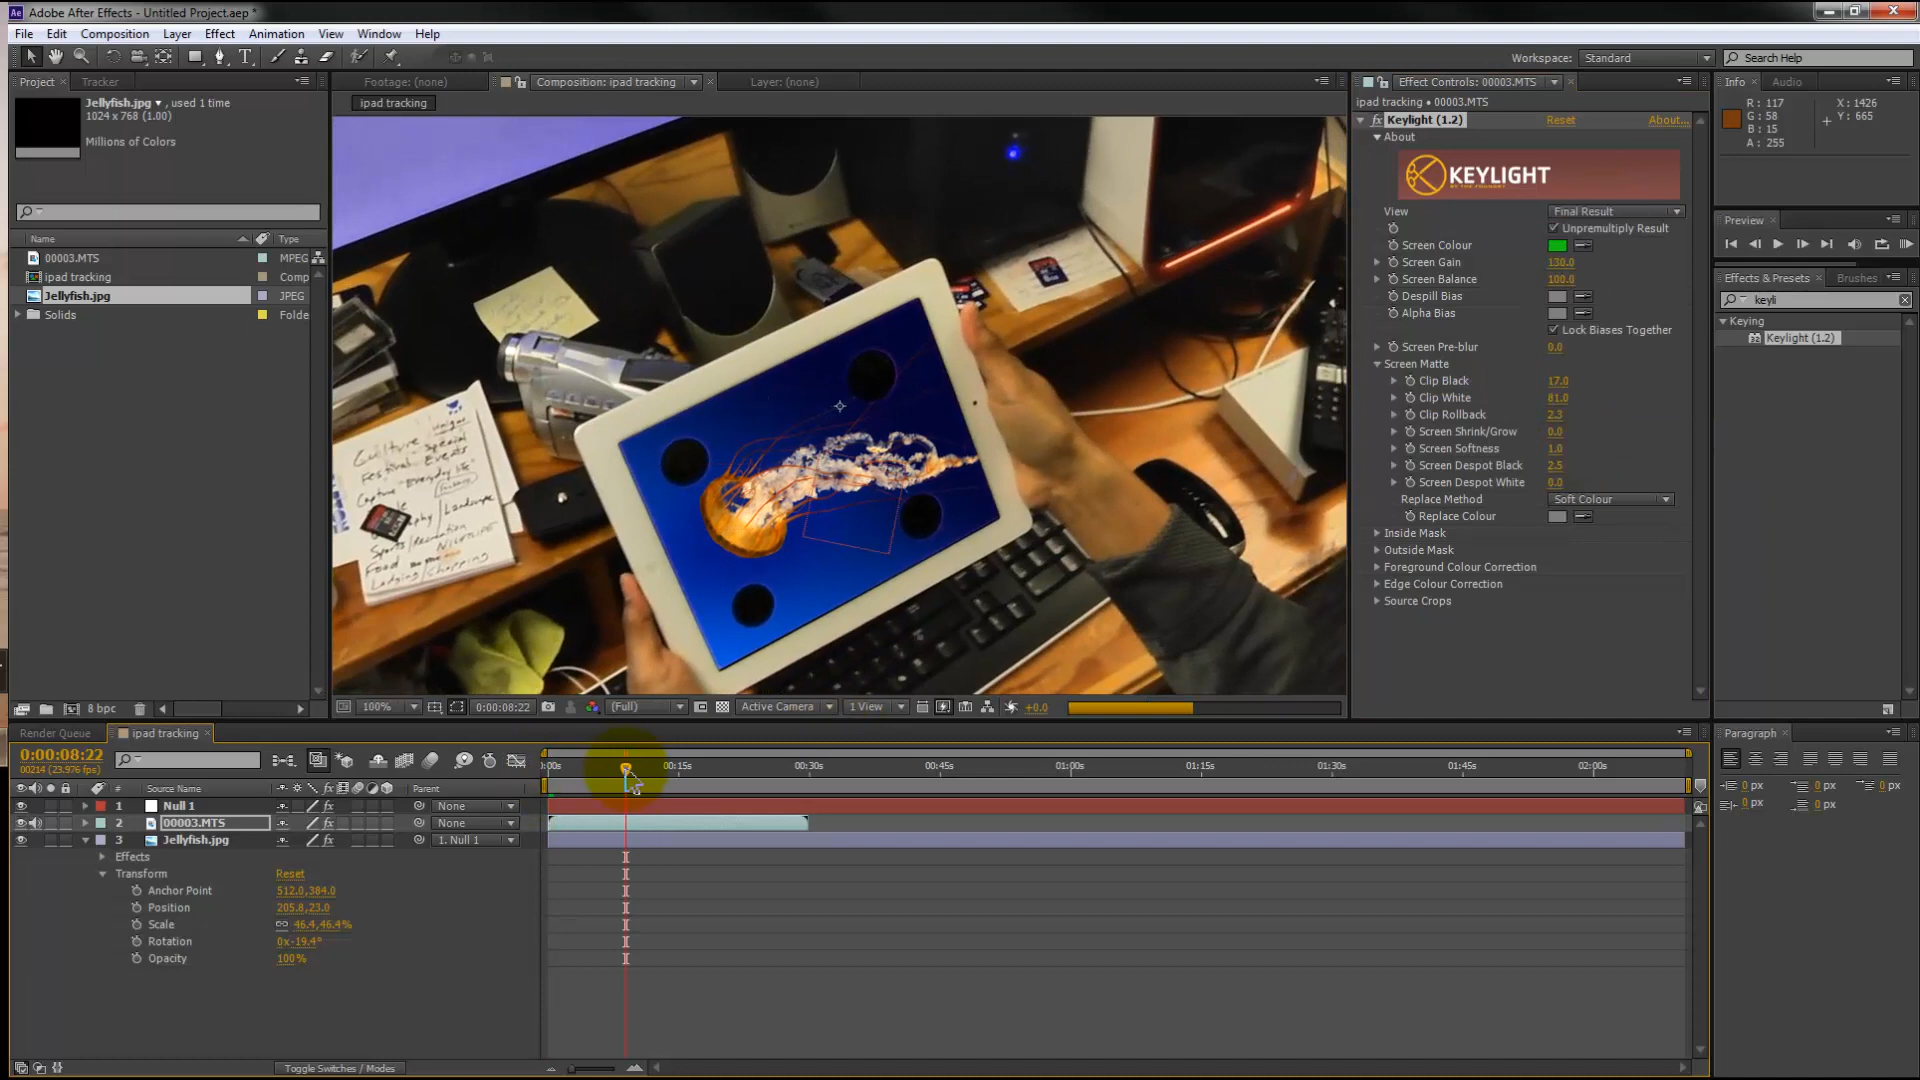 Adobe After Effects - Untitled Project.aep *
File Edit Composition Layer Effect Animation View Window Help
Workspace: Standard Search Help
Project Tracker
Footage: (none) Composition: ipad tracking Layer: (none)
Effect Controls: 00003.MTS
Info Audio
Jellyfish.jpg , used 1 time
1024 x 768 (1.00)
Millions of Colors
ipad tracking
ipad tracking • 00003.MTS
R: 117
G: 58
B: 15
A: 255
X: 1426
Y: 665
Keylight (1.2) Reset About...
About
KEYLIGHT
View Final Result
Unpremultiply Result
Screen Colour
Screen Gain 130.0
Screen Balance 100.0
Despill Bias
Alpha Bias
Lock Biases Together
Screen Pre-blur 0.0
Screen Matte
Clip Black 17.0
Clip White 81.0
Clip Rollback 2.3
Screen Shrink/Grow 0.0
Screen Softness 1.0
Screen Despot Black 2.5
Screen Despot White 0.0
Replace Method Soft Colour
Replace Colour
Inside Mask
Outside Mask
Foreground Colour Correction
Edge Colour Correction
Source Crops
Preview
Effects & Presets Brushes
keyli
Keying
Keylight (1.2)
Name Type
00003.MTS MPEG
ipad tracking Comp
Jellyfish.jpg JPEG
Solids Folde
Culture - Special
Festival Events
Capture "Everyday life"
8 bpc
100% 0:00:08:22 (Full) Active Camera 1 View +0.0
Render Queue ipad tracking
Paragraph
0:00:08:22
00214 (23.976 fps)
:00s 00:15s 00:30s 00:45s 01:00s 01:15s 01:30s 01:45s 02:00s
# Source Name Parent
1 Null 1 None
2 00003.MTS None
3 Jellyfish.jpg 1. Null 1
Effects
Transform Reset
Anchor Point 512.0,384.0
Position 205.8,23.0
Scale 46.4,46.4%
Rotation 0x-19.4°
Opacity 100%
0 px 0 px 0 px
0 px 0 px
Toggle Switches / Modes